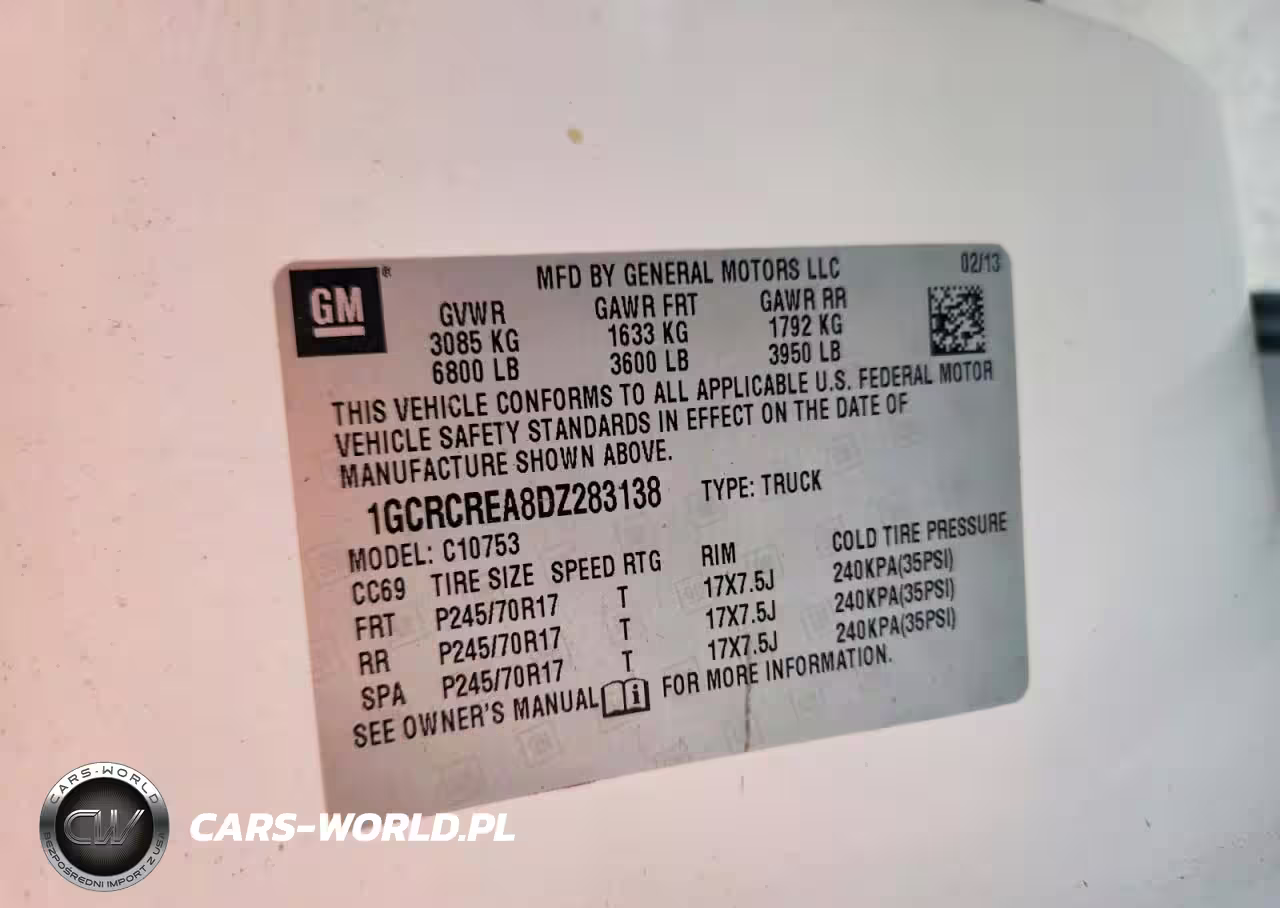 GM ®
MFD BY GENERAL MOTORS LLC 02/13
GVWR GAWR FRT GAWR RR
3085 KG 1633 KG 1792 KG
6800 LB 3600 LB 3950 LB
THIS VEHICLE CONFORMS TO ALL APPLICABLE U.S. FEDERAL MOTOR
VEHICLE SAFETY STANDARDS IN EFFECT ON THE DATE OF
MANUFACTURE SHOWN ABOVE.
1GCRCREA8DZ283138 TYPE: TRUCK
MODEL: C10753
CC69 TIRE SIZE SPEED RTG RIM COLD TIRE PRESSURE
FRT P245/70R17 T 17X7.5J 240KPA(35PSI)
RR P245/70R17 T 17X7.5J 240KPA(35PSI)
SPA P245/70R17 T 17X7.5J 240KPA(35PSI)
SEE OWNER'S MANUAL FOR MORE INFORMATION.
CARS-WORLD
CW
BEZPOŚREDNI IMPORT Z USA
CARS-WORLD.PL